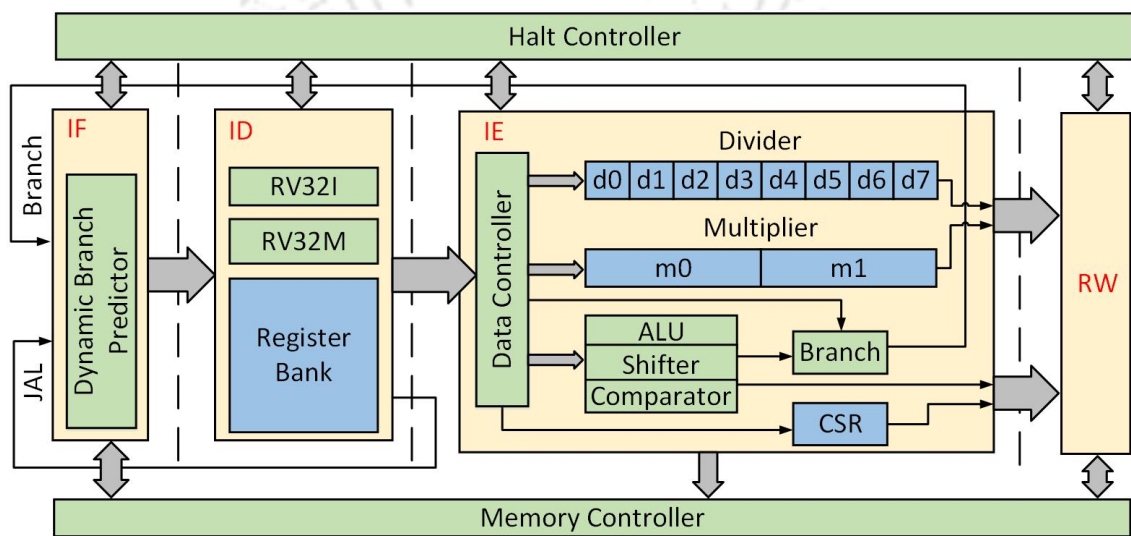 Halt Controller
IF
Branch
JAL
Dynamic Branch
Predictor
ID
RV32I
RV32M
Register
Bank
IE
Data Controller
Divider
d0 d1 d2 d3 d4 d5 d6 d7
Multiplier
m0 m1
ALU
Shifter
Comparator
Branch
CSR
RW
Memory Controller